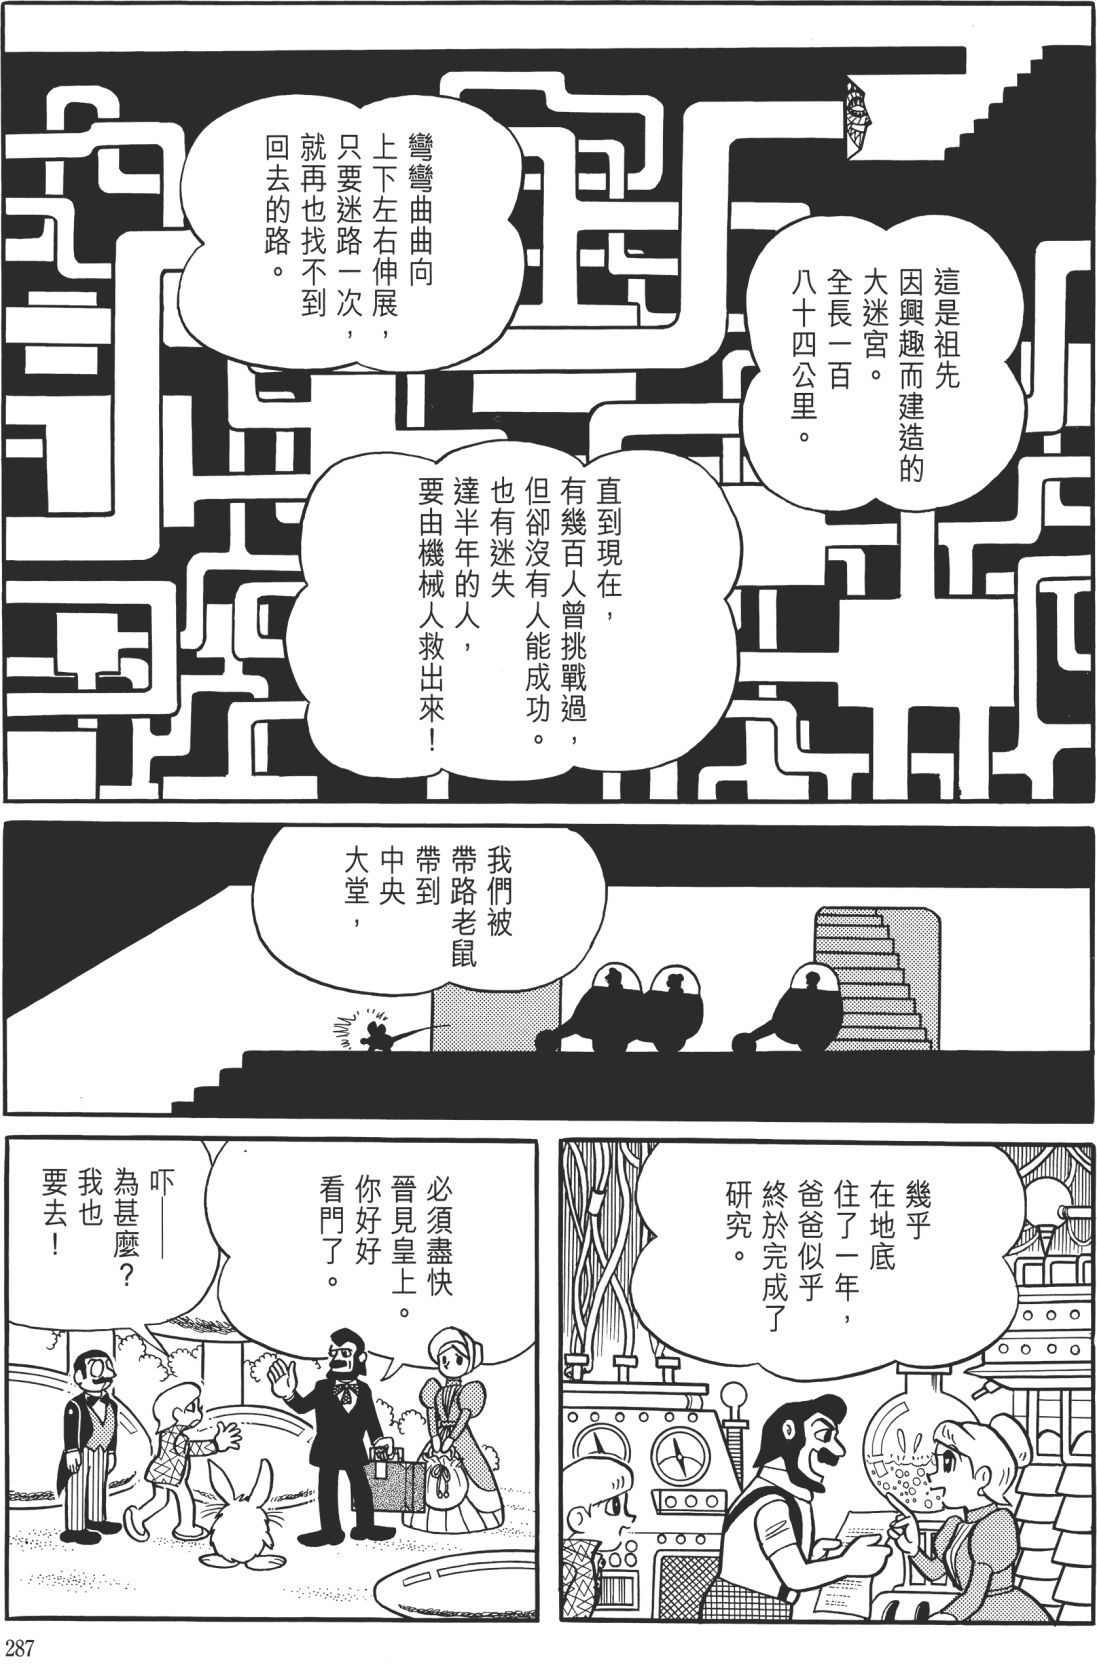 這是祖先
因興趣而建造的
大迷宮。
全長一百
八十四公里。
彎彎曲曲向
上下左右伸展，
只要迷路一次，
就再也找不到
回去的路。
直到現在，
有幾百人曾挑戰過，
但卻沒有人能成功。
也有迷失
達半年的人，
要由機械人救出來！
我們被
帶路老鼠
帶到
中央
大堂，
幾乎
在地底
住了一年，
爸爸似乎
終於完成了
研究。
必須盡快
晉見皇上。
你好好
看門了。
吓——
為甚麼？
我也
要去！
287